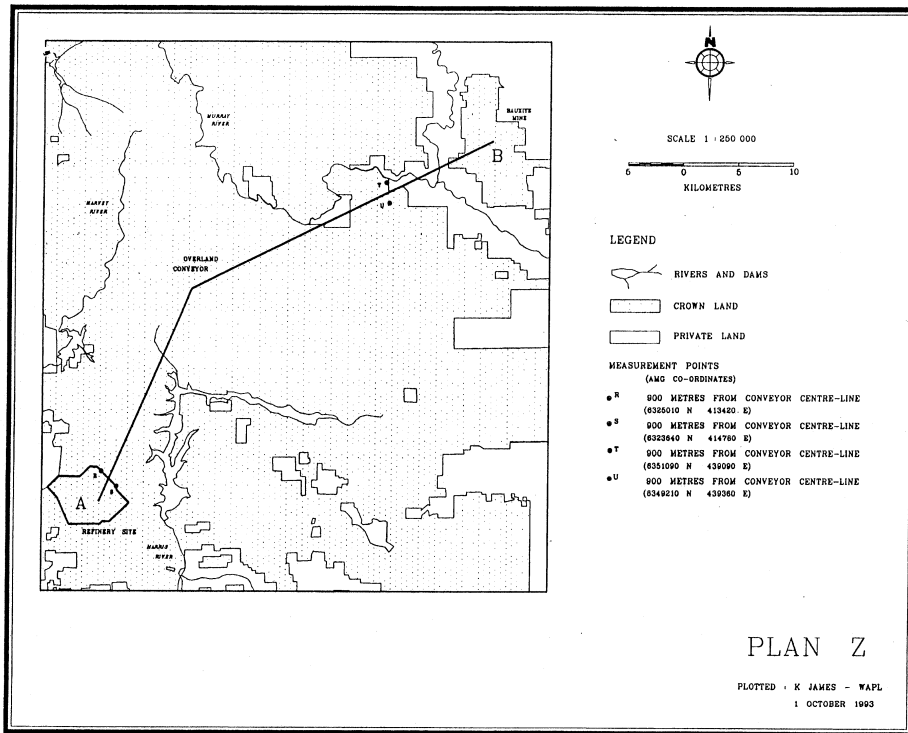 N
SCALE 1 : 250 000
5 0 5 10
KILOMETRES
MURRAY
RIVER
BAUXITE
MINE
B
T
U
HARVEY
RIVER
OVERLAND
CONVEYOR
R
S
A
REFINERY SITE
HARRIS
RIVER
LEGEND
RIVERS AND DAMS
CROWN LAND
PRIVATE LAND
MEASUREMENT POINTS
(AMG CO-ORDINATES)
R 900 METRES FROM CONVEYOR CENTRE-LINE
(6325010 N 413420 E)
S 900 METRES FROM CONVEYOR CENTRE-LINE
(6323640 N 414760 E)
T 900 METRES FROM CONVEYOR CENTRE-LINE
(6351090 N 439090 E)
U 900 METRES FROM CONVEYOR CENTRE-LINE
(6349210 N 439360 E)
PLAN Z
PLOTTED : K JAMES - WAPL
1 OCTOBER 1993